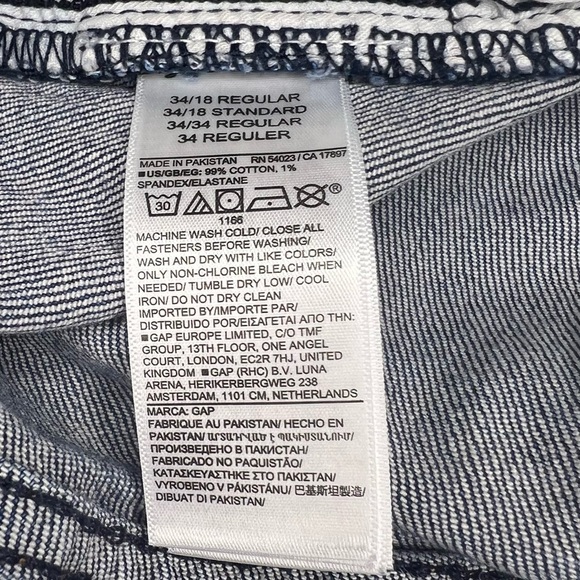 34/18 REGULAR
34/18 STANDARD
34/34 REGULAR
34 REGULER
MADE IN PAKISTAN RN 54023 / CA 17897
■US/GB/EG: 99% COTTON, 1%
SPANDEX/ELASTANE
30 ®
1166
MACHINE WASH COLD/ CLOSE ALL
FASTENERS BEFORE WASHING/
WASH AND DRY WITH LIKE COLORS/
ONLY NON-CHLORINE BLEACH WHEN
NEEDED/ TUMBLE DRY LOW/ COOL
IRON/ DO NOT DRY CLEAN
IMPORTED BY/IMPORTE PAR/
DISTRIBUIDO POR/ΕΙΣΑΓΕΤΑΙ ΑΠΟ ΤΗΝ:
■GAP EUROPE LIMITED, C/O TMF
GROUP, 13TH FLOOR, ONE ANGEL
COURT, LONDON, EC2R 7HJ, UNITED
KINGDOM ■GAP (RHC) B.V. LUNA
ARENA, HERIKERBERGWEG 238
AMSTERDAM, 1101 CM, NETHERLANDS
MARCA: GAP
FABRIQUE AU PAKISTAN/ HECHO EN
PAKISTAN/ ԱՐՏԱԴՐՎԱԾ Է ՊԱԿԻՍՏԱՆՈՒՄ/
ПРОИЗВЕДЕНО В ПАКИСТАН/
FABRICADO NO PAQUISTÃO/
ΚΑΤΑΣΚΕΥΑΣΤΗΚΕ ΣΤΟ ΠΑΚΙΣΤΑΝ/
VYROBENO V PÁKISTÁNU/ 巴基斯坦製造/
DIBUAT DI PAKISTAN/